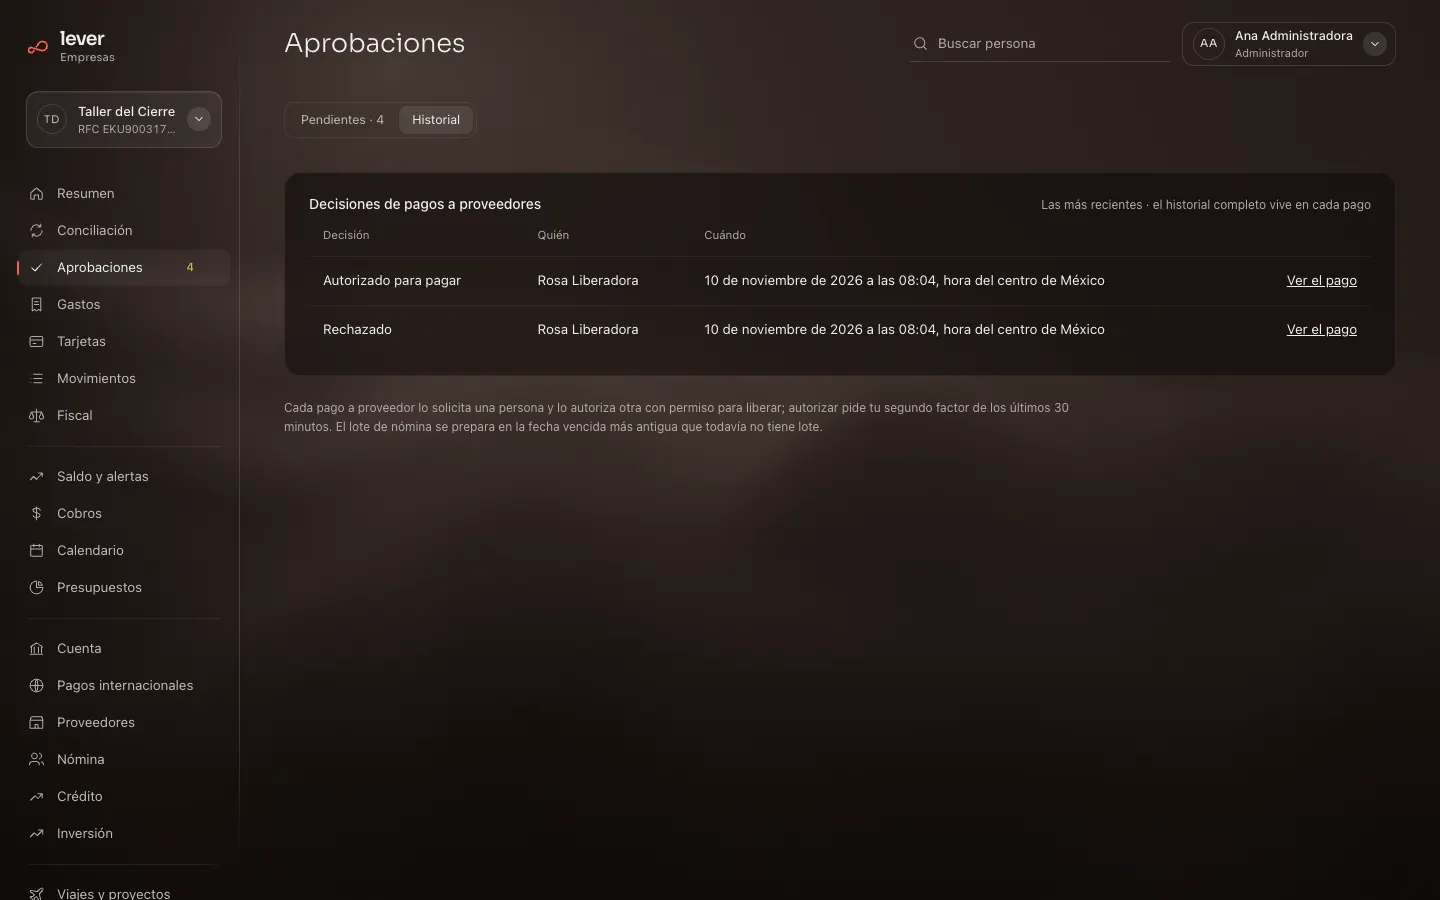 lever
Empresas
TD
Taller del Cierre
RFC EKU900317...
Resumen
Conciliación
Aprobaciones 4
Gastos
Tarjetas
Movimientos
Fiscal
Saldo y alertas
Cobros
Calendario
Presupuestos
Cuenta
Pagos internacionales
Proveedores
Nómina
Crédito
Inversión
Viajes y proyectos
Aprobaciones
Buscar persona
AA
Ana Administradora
Administrador
Pendientes · 4 Historial
Decisiones de pagos a proveedores
Las más recientes · el historial completo vive en cada pago
Decisión Quién Cuándo
Autorizado para pagar Rosa Liberadora 10 de noviembre de 2026 a las 08:04, hora del centro de México Ver el pago
Rechazado Rosa Liberadora 10 de noviembre de 2026 a las 08:04, hora del centro de México Ver el pago
Cada pago a proveedor lo solicita una persona y lo autoriza otra con permiso para liberar; autorizar pide tu segundo factor de los últimos 30
minutos. El lote de nómina se prepara en la fecha vencida más antigua que todavía no tiene lote.